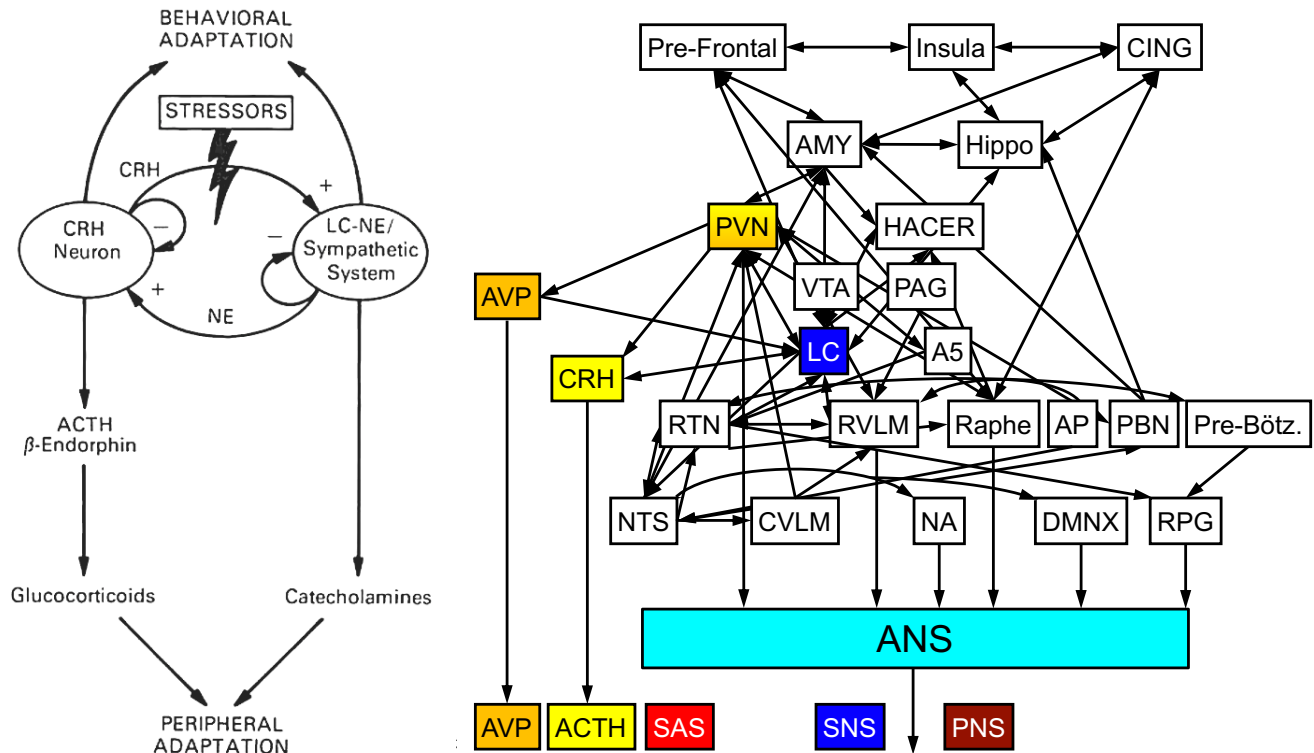 BEHAVIORAL
ADAPTATION
STRESSORS
CRH
+
−
−
CRH
Neuron
LC-NE/
Sympathetic
System
+
NE
ACTH
β-Endorphin
Glucocorticoids
Catecholamines
PERIPHERAL
ADAPTATION
Pre-Frontal
Insula
CING
AMY
Hippo
PVN
HACER
VTA
PAG
AVP
LC
A5
CRH
RTN
RVLM
Raphe
AP
PBN
Pre-Bötz.
NTS
CVLM
NA
DMNX
RPG
ANS
AVP
ACTH
SAS
SNS
PNS